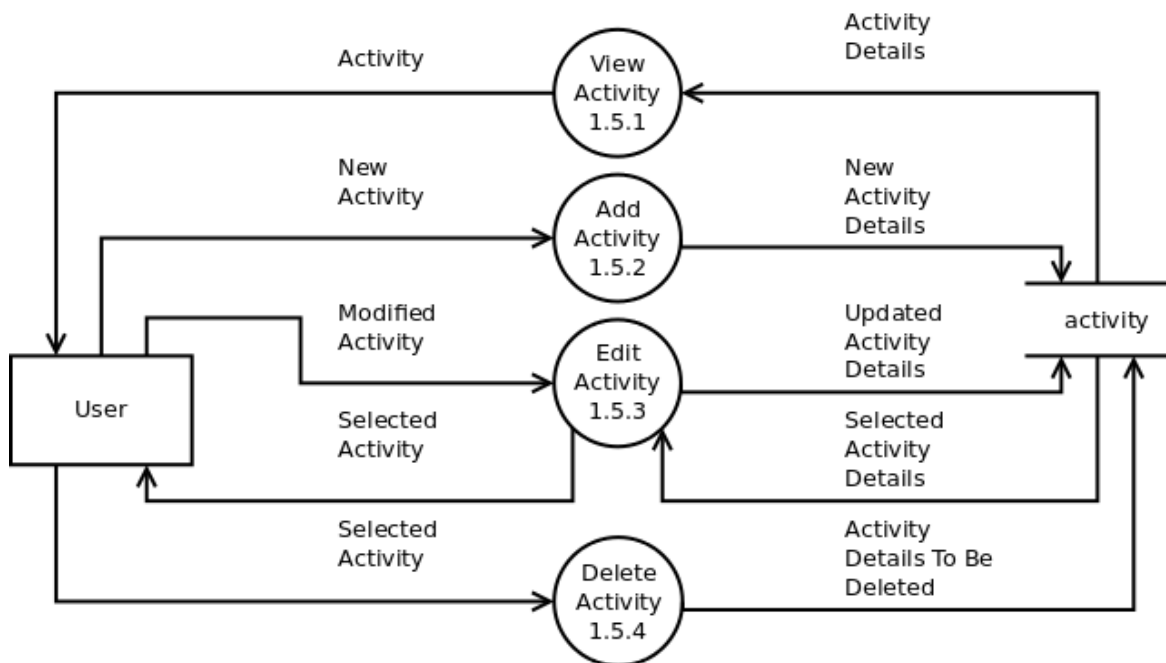 Activity
Activity
Details
View
Activity
1.5.1
New
Activity
New
Activity
Details
Add
Activity
1.5.2
Modified
Activity
Updated
Activity
Details
activity
Edit
Activity
1.5.3
User
Selected
Activity
Selected
Activity
Details
Selected
Activity
Activity
Details To Be
Deleted
Delete
Activity
1.5.4